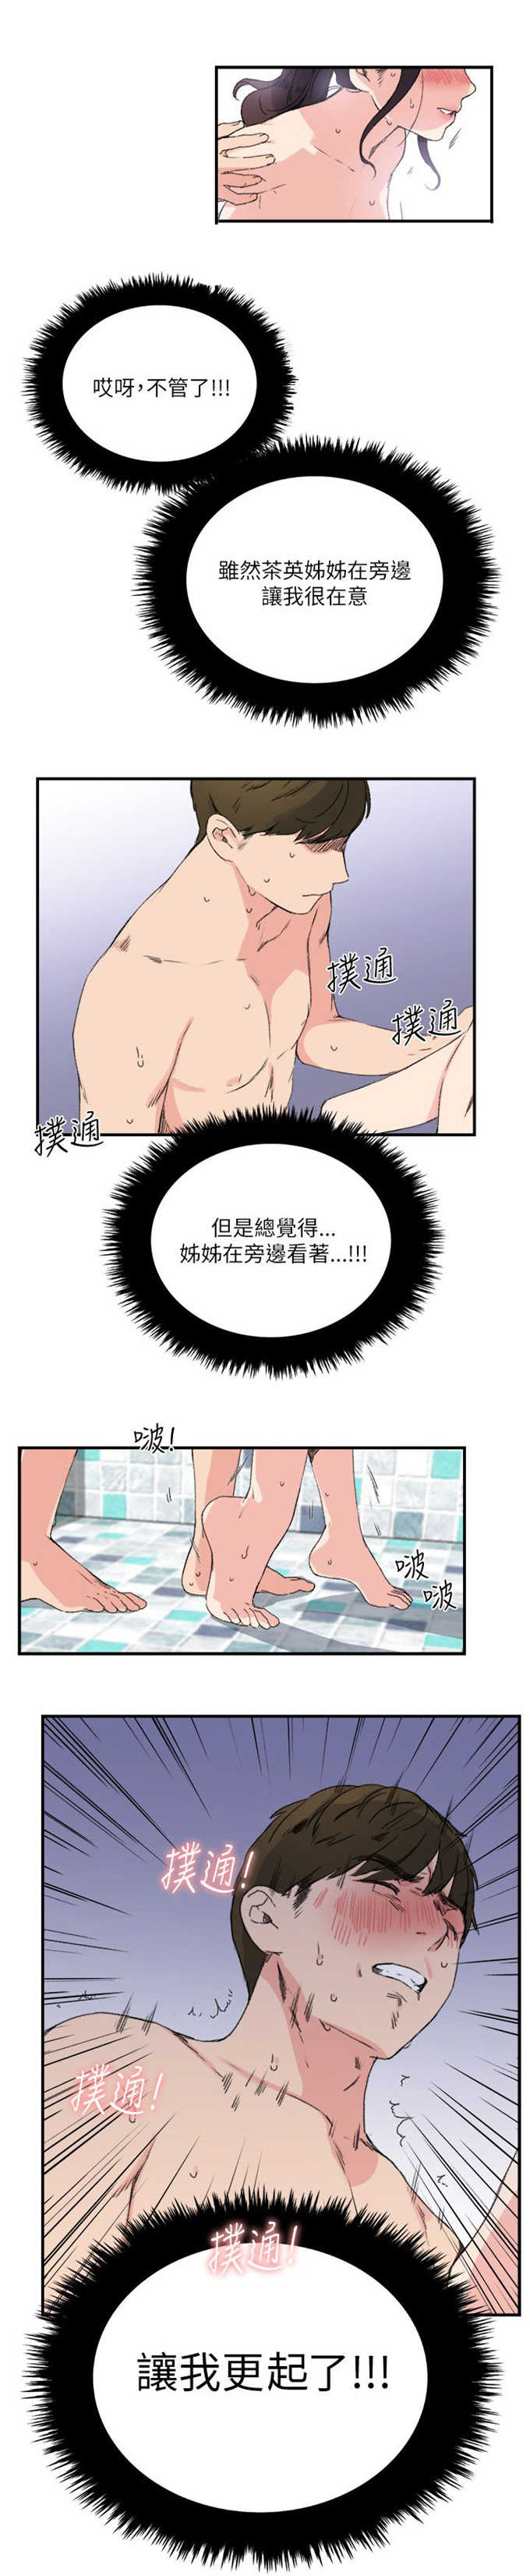 哎呀，不管了!!!
雖然茶英姊姊在旁邊
讓我很在意
撲通
撲通
撲通
但是總覺得...
姊姊在旁邊看著...!!!
啵!
啵
啵
撲通!
撲通!
撲通!
讓我更起了!!!